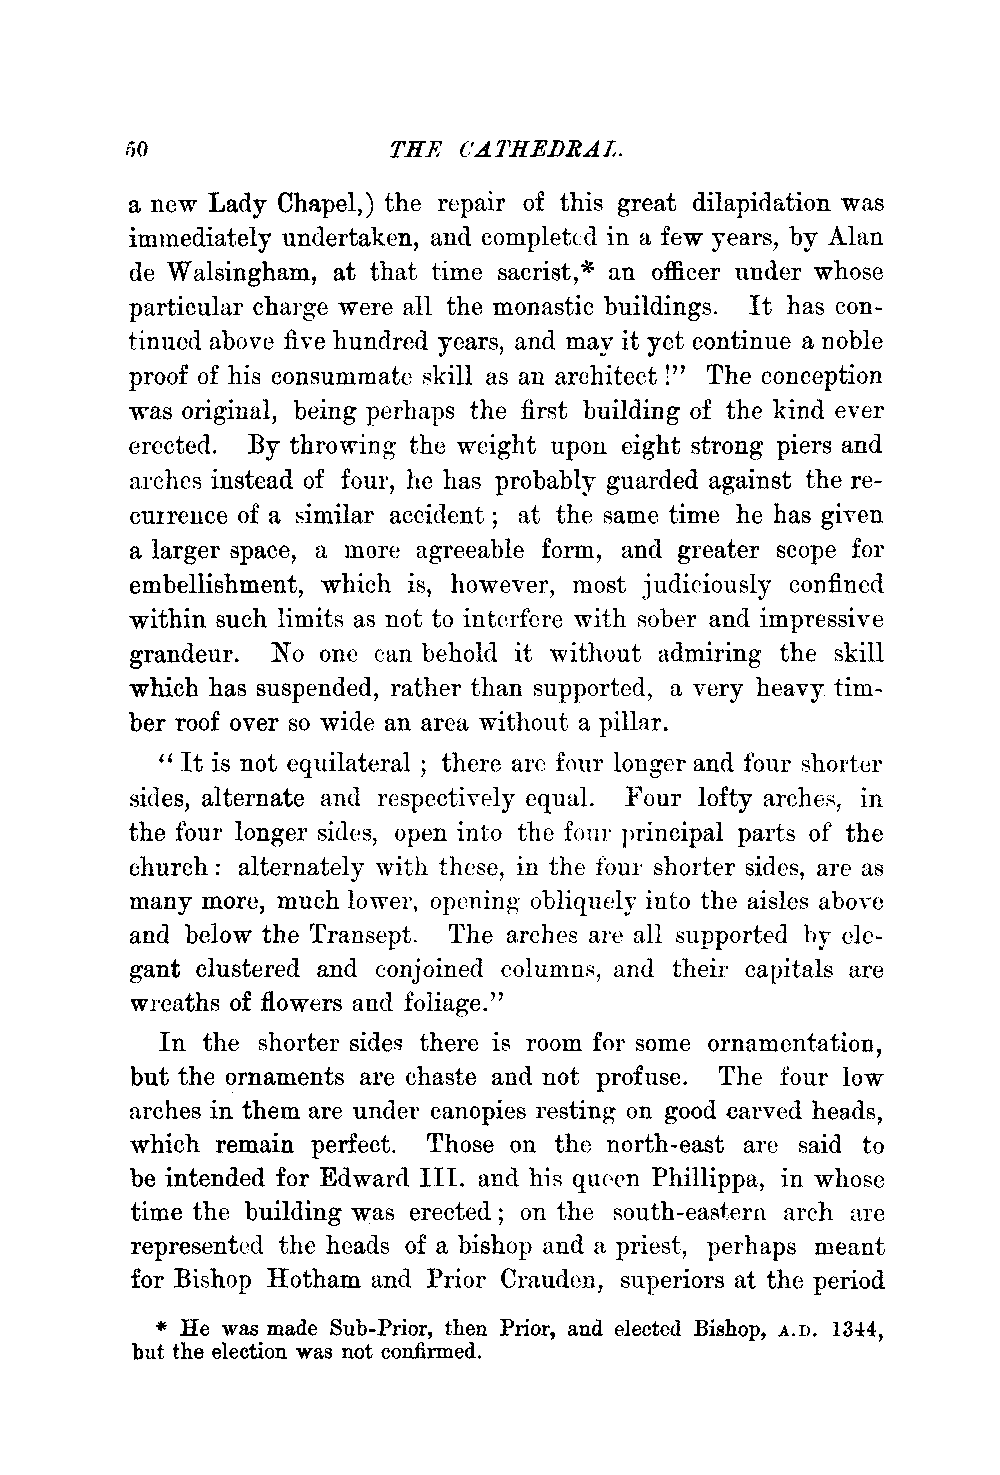 50 THE CATHEDRAL.
a new Lady Chapel,) the repair of this great dilapidation was
immediately undertaken, and completed in a few years, by Alan
de Walsingham, at that time sacrist,* an officer under whose
particular charge were all the monastic buildings. It has con-
tinued above five hundred years, and may it yet continue a noble
proof of his consummate skill as an architect!” The conception
was original, being perhaps the first building of the kind ever
erected. By throwing the weight upon eight strong piers and
arches instead of four, he has probably guarded against the re-
currence of a similar accident; at the same time he has given
a larger space, a more agreeable form, and greater scope for
embellishment, which is, however, most judiciously confined
within such limits as not to interfere with sober and impressive
grandeur. No one can behold it without admiring the skill
which has suspended, rather than supported, a very heavy tim-
ber roof over so wide an area without a pillar.
“It is not equilateral; there are four longer and four shorter
sides, alternate and respectively equal. Four lofty arches, in
the four longer sides, open into the four principal parts of the
church: alternately with these, in the four shorter sides, are as
many more, much lower, opening obliquely into the aisles above
and below the Transept. The arches are all supported by ele-
gant clustered and conjoined columns, and their capitals are
wreaths of flowers and foliage.”
In the shorter sides there is room for some ornamentation,
but the ornaments are chaste and not profuse. The four low
arches in them are under canopies resting on good carved heads,
which remain perfect. Those on the north-east are said to
be intended for Edward III. and his queen Phillippa, in whose
time the building was erected; on the south-eastern arch are
represented the heads of a bishop and a priest, perhaps meant
for Bishop Hotham and Prior Crauden, superiors at the period
* He was made Sub-Prior, then Prior, and elected Bishop, A.D. 1344,
but the election was not confirmed.